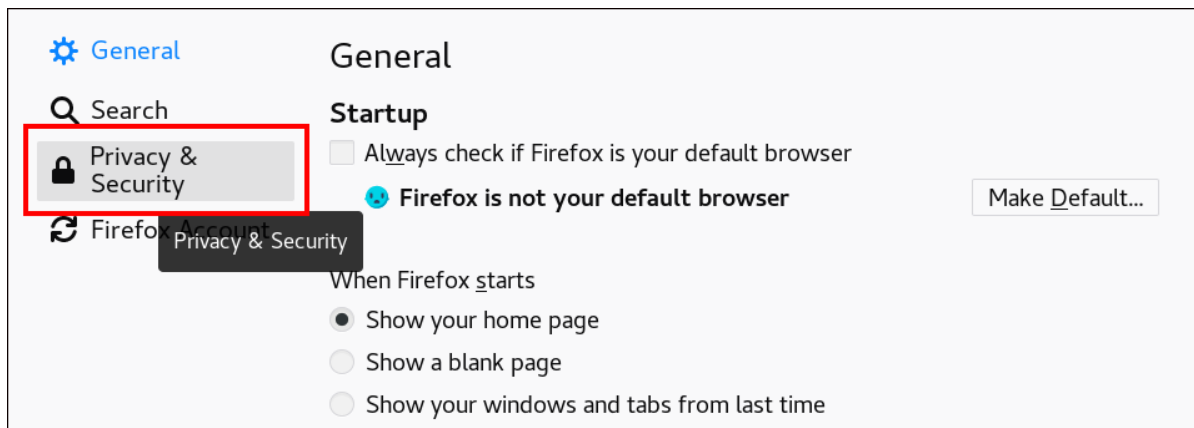 General
Search
Privacy &
Security
Firefox Account
Privacy & Security
General
Startup
Always check if Firefox is your default browser
Firefox is not your default browser
Make Default...
When Firefox starts
Show your home page
Show a blank page
Show your windows and tabs from last time